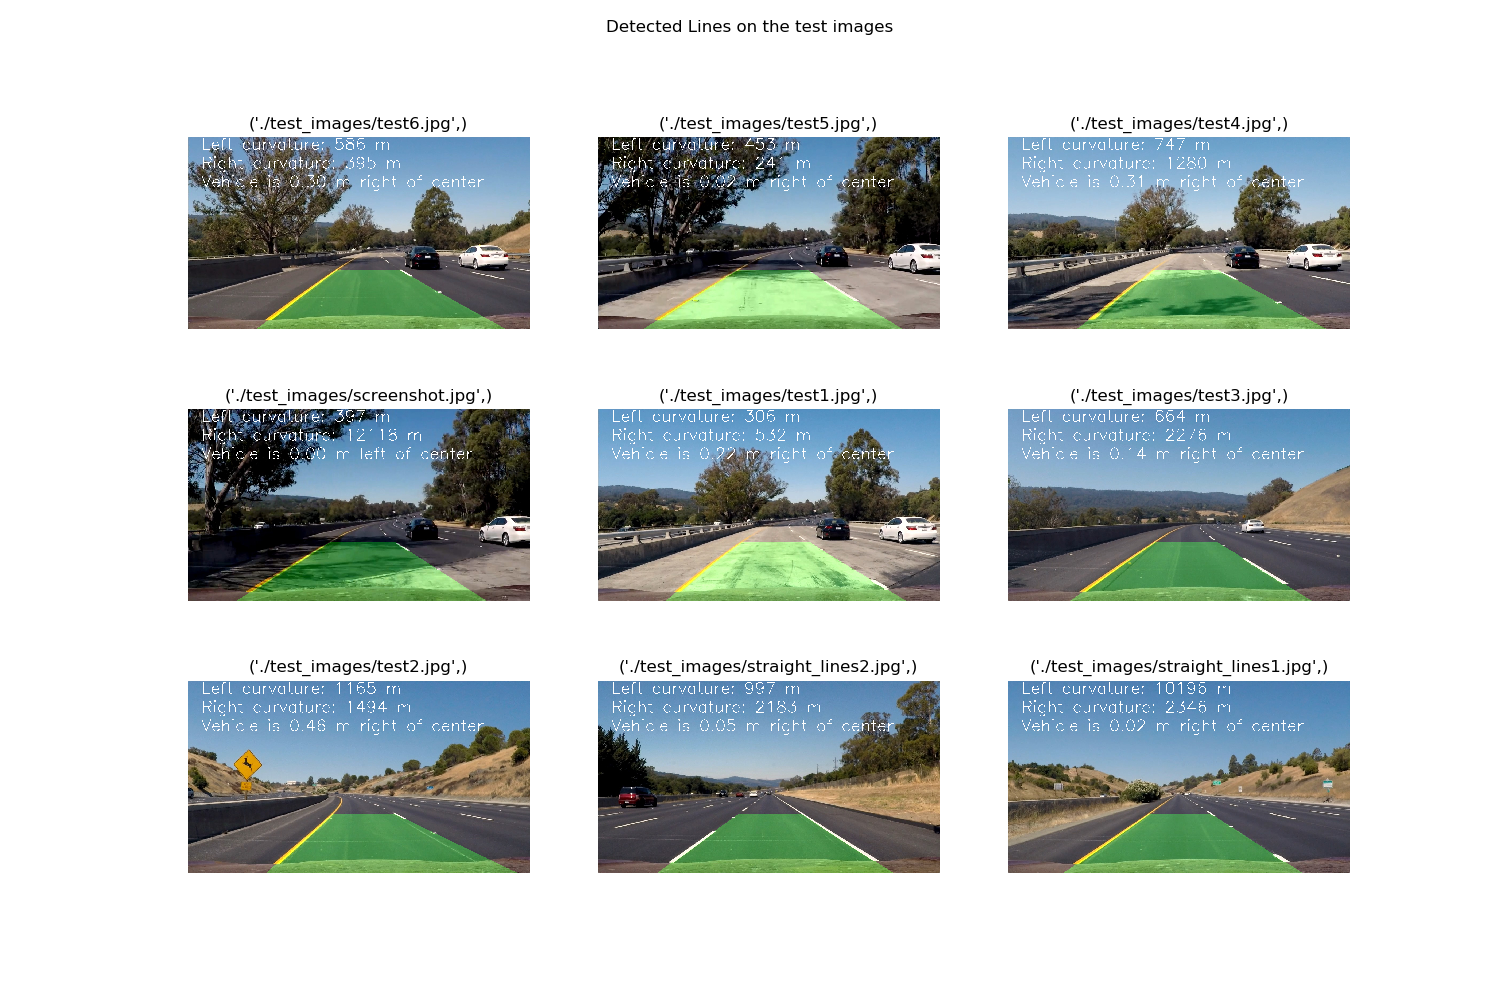 Detected Lines on the test images
('./test_images/test6.jpg',)
Left curvature: 586 m
Right curvature: 395 m
Vehicle is 0.30 m right of center
('./test_images/test5.jpg',)
Left curvature: 453 m
Right curvature: m
Vehicle is 0.02 m right of center
('./test_images/test4.jpg',)
Left curvature: 747 m
Right curvature: 1280 m
Vehicle is 0.31 m right of center
('./test_images/screenshot.jpg',)
Left curvature: 397 m
Right curvature: m
Vehicle is 0.00 m left of center
('./test_images/test1.jpg',)
Left curvature: 306 m
Right curvature: 532 m
Vehicle is 0.22 m right of center
('./test_images/test3.jpg',)
Left curvature: 664 m
Right curvature: m
Vehicle is 0.14 m right of center
('./test_images/test2.jpg',)
Left curvature: 1165 m
Right curvature: 1494 m
Vehicle is 0.46 m right of center
('./test_images/straight_lines2.jpg',)
Left curvature: 997 m
Right curvature: 2183 m
Vehicle is 0.05 m right of center
('./test_images/straight_lines1.jpg',)
Left curvature: m
Right curvature: m
Vehicle is 0.02 m right of center